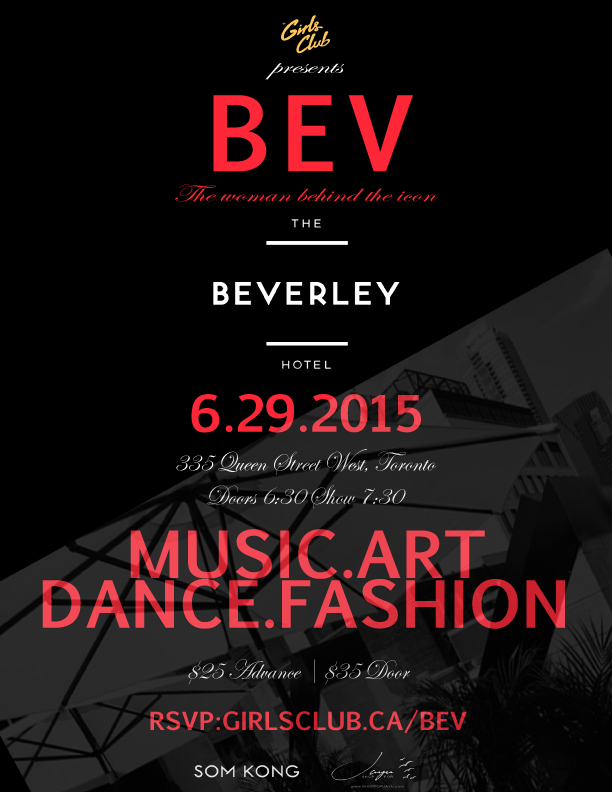 Girls
Club
presents
BEV
The woman behind the icon
THE
BEVERLEY
HOTEL
6.29.2015
335 Queen Street West, Toronto
Doors 6:30 Show 7:30
MUSIC.ART
DANCE.FASHION
$25 Advance | $35 Door
RSVP:GIRLSCLUB.CA/BEV
SOM KONG